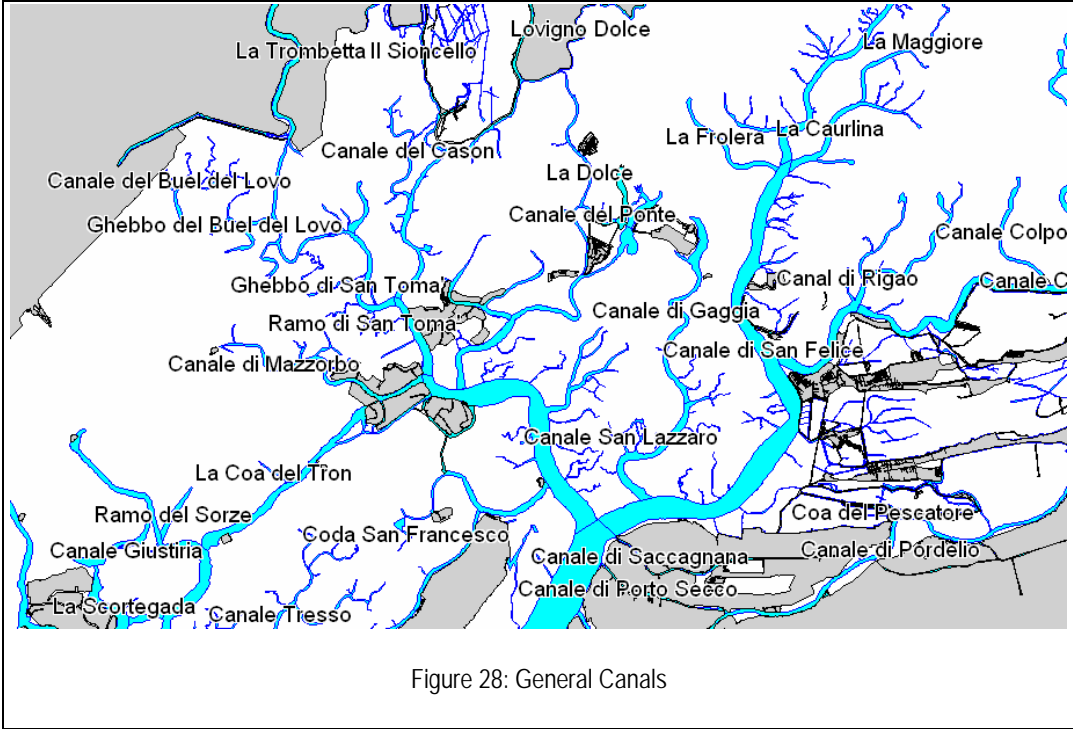 Lovigno Dolce
La Trombetta Il Sioncello
La Maggiore
La Frolera
La Caurlina
Canale del Cason
La Dolce
Canale del Buel del Lovo
Canale del Ponte
Ghebbo del Buel del Lovo
Canale Colpo
Ghebbo di San Toma'
Canal di Rigao
Canale C
Canale di Gaggia
Ramo di San Toma'
Canale di San Felice
Canale di Mazzorbo
Canale San Lazzaro
La Coa del Tron
Ramo del Sorze
Coa del Pescatore
Coda San Francesco
Canale Giustiria
Canale di Saccagnana
Canale di Pordelio
Canale di Porto Secco
La Scortegada
Canale Tresso
Figure 28: General Canals